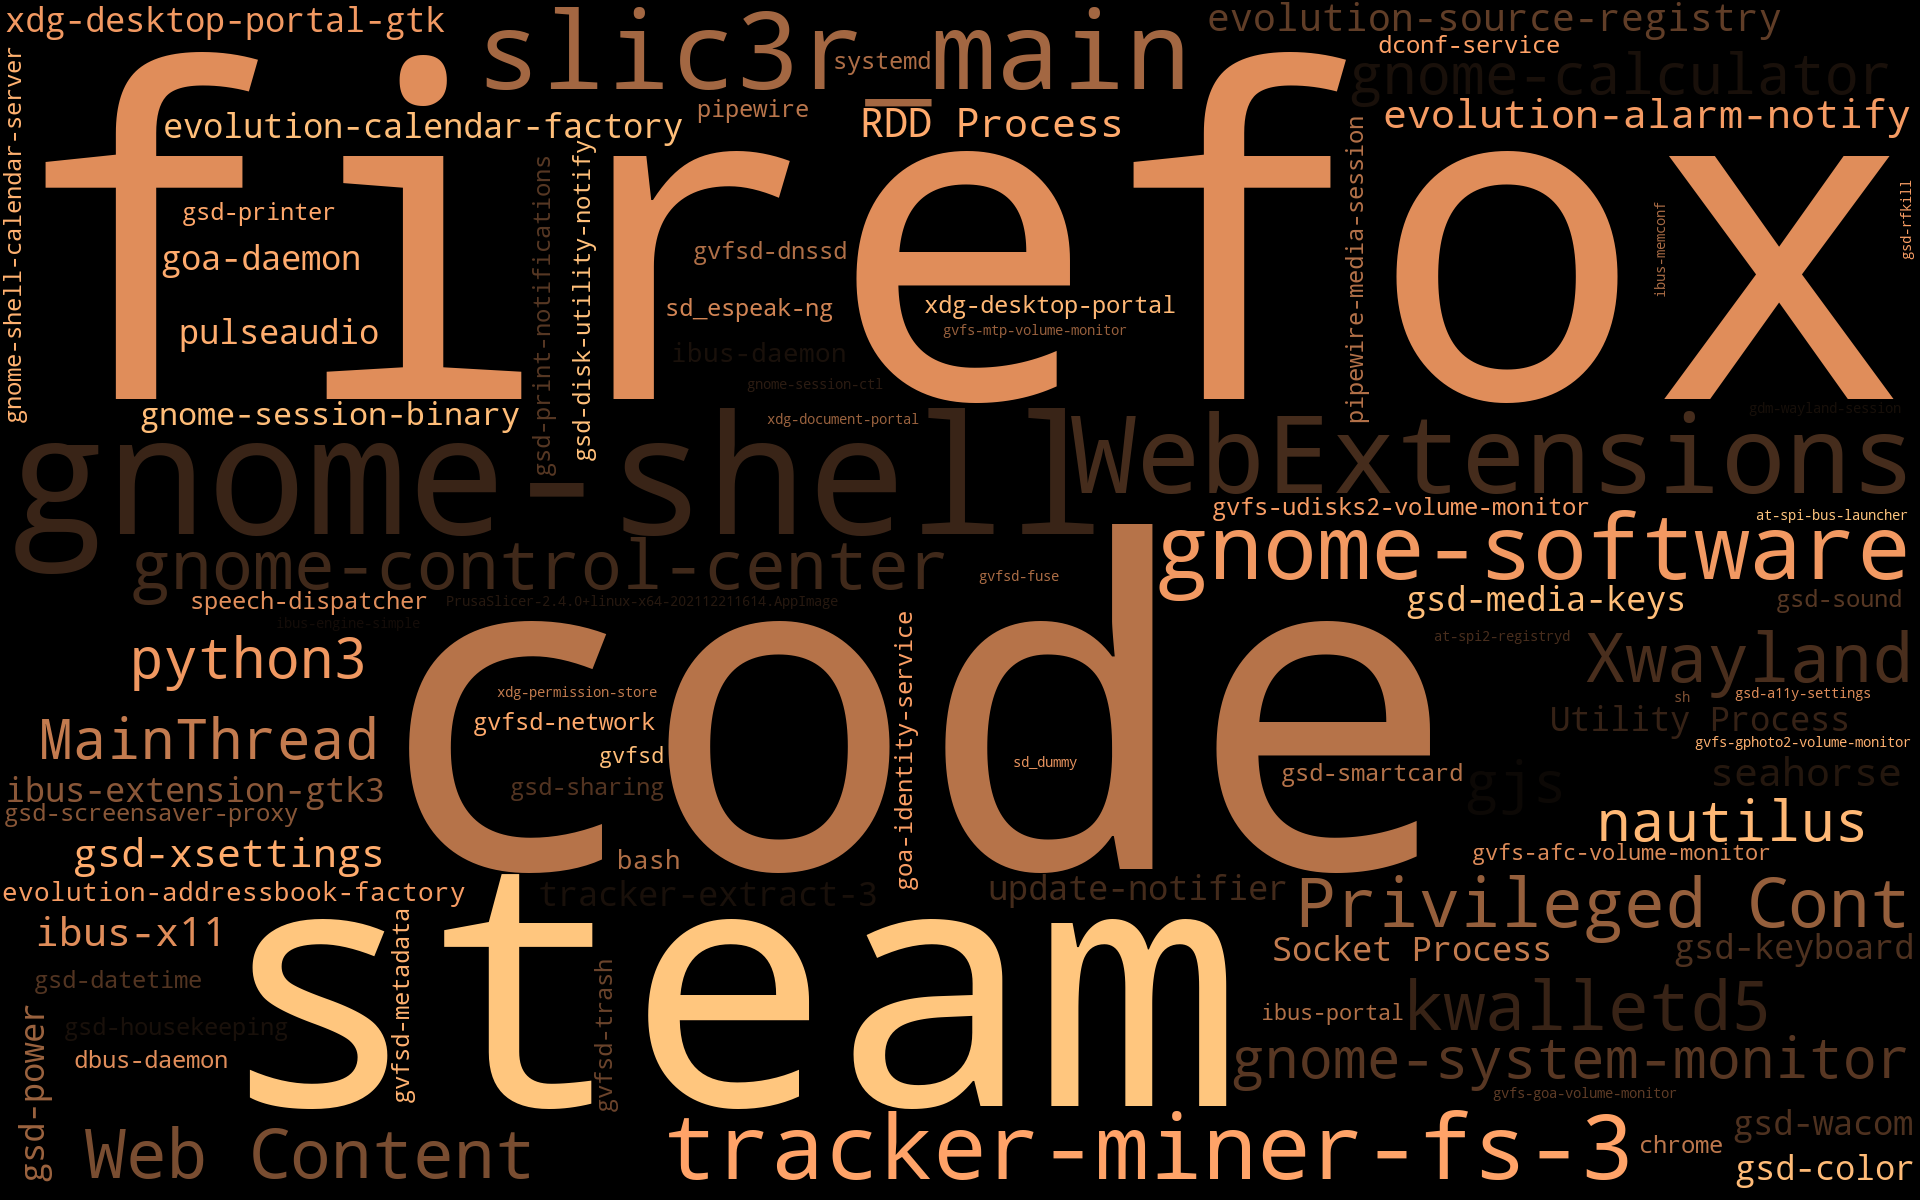 xdg-desktop-portal-gtk
slic3r_main
systemd
evolution-source-registry
dconf-service
gnome-calculator
gnome-shell-calendar-server
firefox
evolution-calendar-factory
pipewire
RDD Process
evolution-alarm-notify
gsd-printer
goa-daemon
pulseaudio
gsd-print-notifications
gsd-disk-utility-notify
gvfsd-dnssd
sd_espeak-ng
ibus-daemon
gnome-session-ctl
xdg-desktop-portal
gvfs-mtp-volume-monitor
pipewire-media-session
ibus-memconf
gsd-rfkill
gnome-session-binary
xdg-document-portal
gdm-wayland-session
gnome-shell
WebExtensions
gvfs-udisks2-volume-monitor
at-spi-bus-launcher
gnome-software
gnome-control-center
gvfsd-fuse
speech-dispatcher
PrusaSlicer-2.4.0+linux-x64-202112211614.AppImage
ibus-engine-simple
gsd-media-keys
gsd-sound
python3
code
goa-identity-service
at-spi2-registryd
Xwayland
xdg-permission-store
sh
gsd-a11y-settings
MainThread
gvfsd-network
Utility Process
gvfsd
gvfs-gphoto2-volume-monitor
sd_dummy
ibus-extension-gtk3
gsd-sharing
gsd-smartcard
gjs
seahorse
gsd-screensaver-proxy
nautilus
gsd-xsettings
bash
gvfs-afc-volume-monitor
evolution-addressbook-factory
tracker-extract-3
update-notifier
Privileged Cont
ibus-x11
steam
gvfsd-metadata
gvfsd-trash
Socket Process
gsd-keyboard
gsd-datetime
gsd-power
gsd-housekeeping
ibus-portal
kwalletd5
dbus-daemon
gnome-system-monitor
gvfs-goa-volume-monitor
Web Content
tracker-miner-fs-3
chrome
gsd-wacom
gsd-color